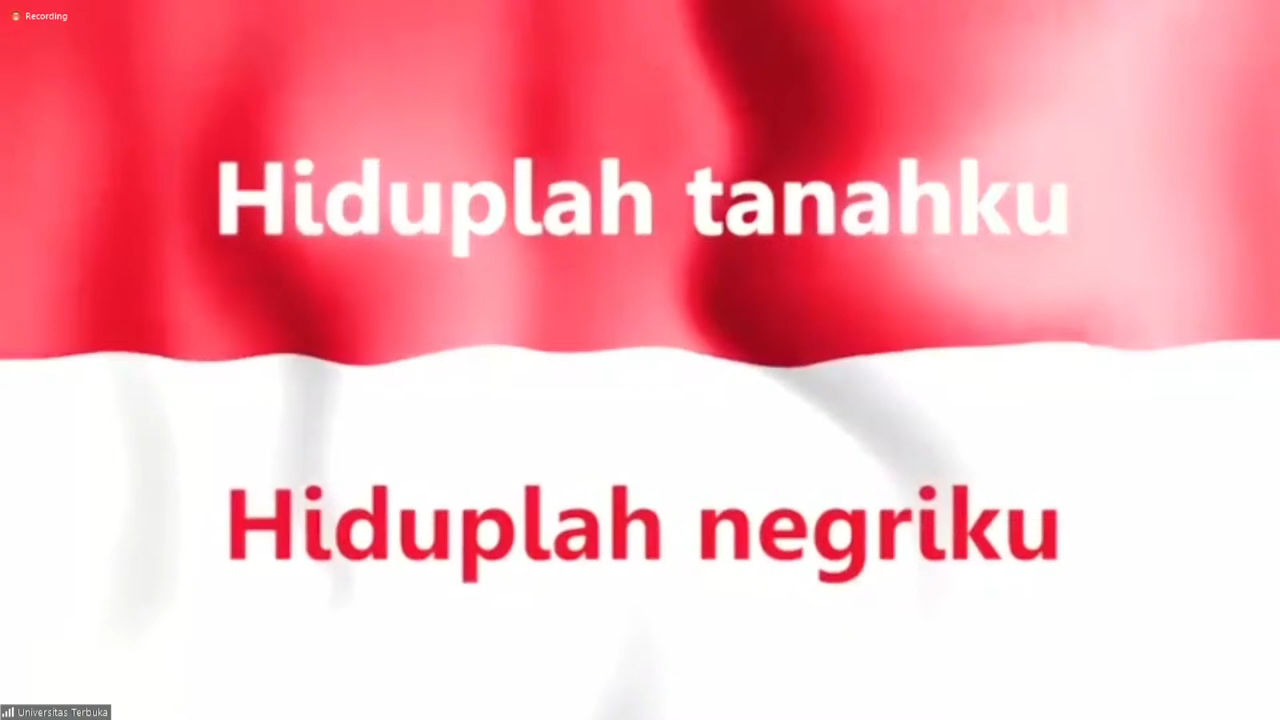 Recording
Hiduplah tanahku
Hiduplah negriku
Universitas Terbuka